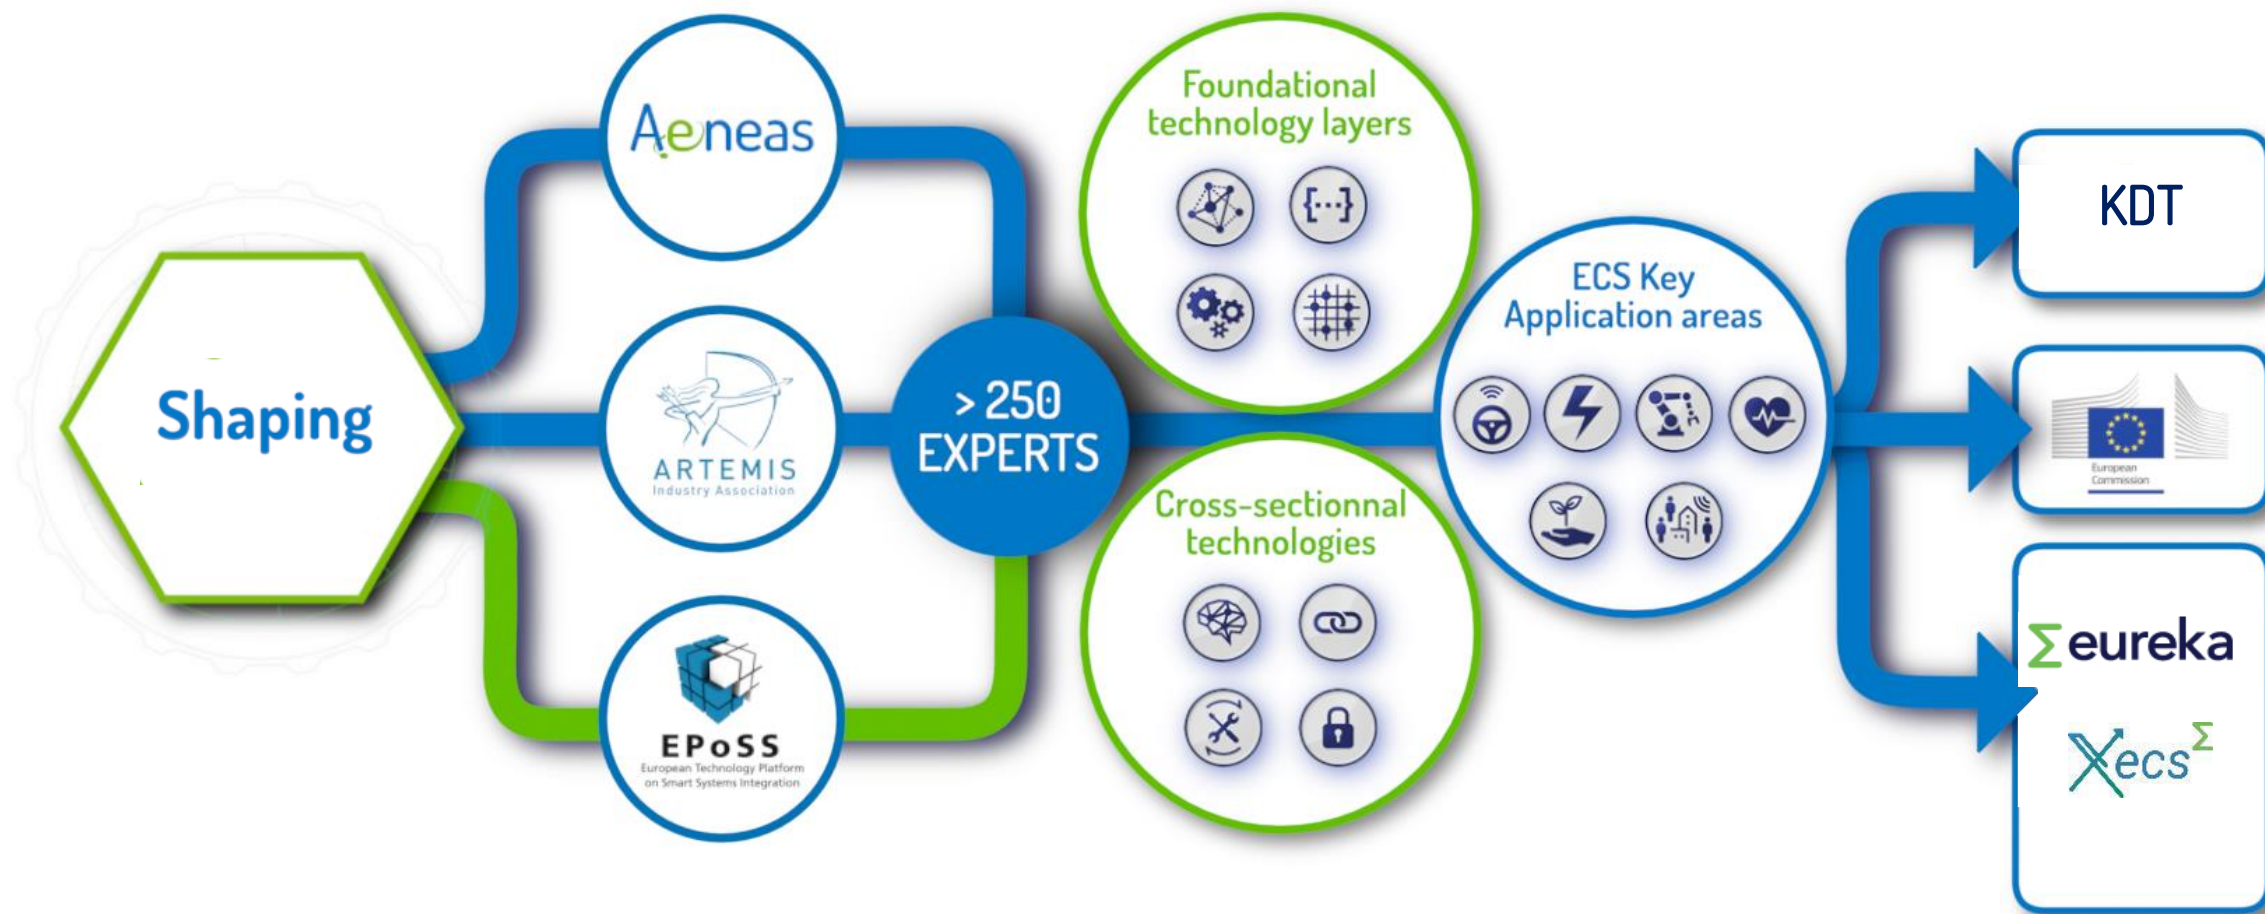 Shaping
Aeneas
ARTEMIS
Industry Association
EPoSS
European Technology Platform
on Smart Systems Integration
> 250
EXPERTS
Foundational
technology layers
{...}
Cross-sectionnal
technologies
ECS Key
Application areas
KDT
European
Commission
Σeureka
Xecs Σ